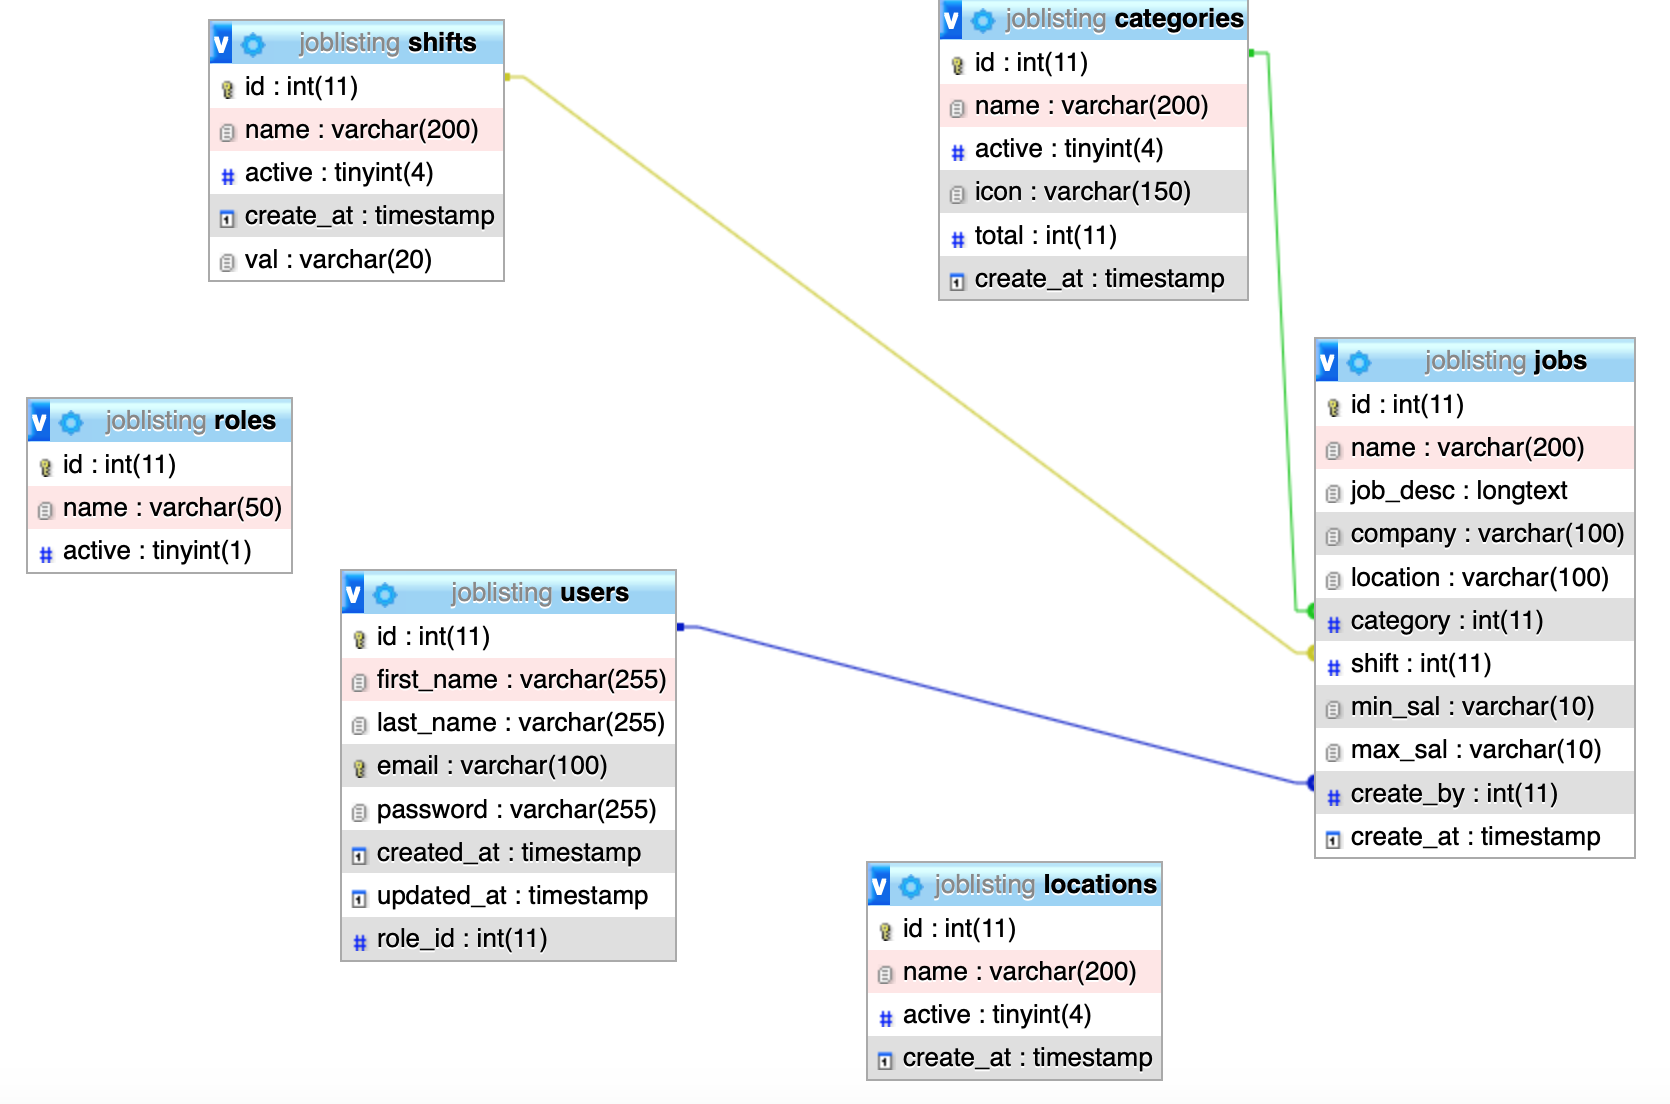 joblisting shifts
id : int(11)
name : varchar(200)
active : tinyint(4)
create_at : timestamp
val : varchar(20)
joblisting categories
id : int(11)
name : varchar(200)
active : tinyint(4)
icon : varchar(150)
total : int(11)
create_at : timestamp
joblisting roles
id : int(11)
name : varchar(50)
active : tinyint(1)
joblisting users
id : int(11)
first_name : varchar(255)
last_name : varchar(255)
email : varchar(100)
password : varchar(255)
created_at : timestamp
updated_at : timestamp
role_id : int(11)
joblisting jobs
id : int(11)
name : varchar(200)
job_desc : longtext
company : varchar(100)
location : varchar(100)
category : int(11)
shift : int(11)
min_sal : varchar(10)
max_sal : varchar(10)
create_by : int(11)
create_at : timestamp
joblisting locations
id : int(11)
name : varchar(200)
active : tinyint(4)
create_at : timestamp